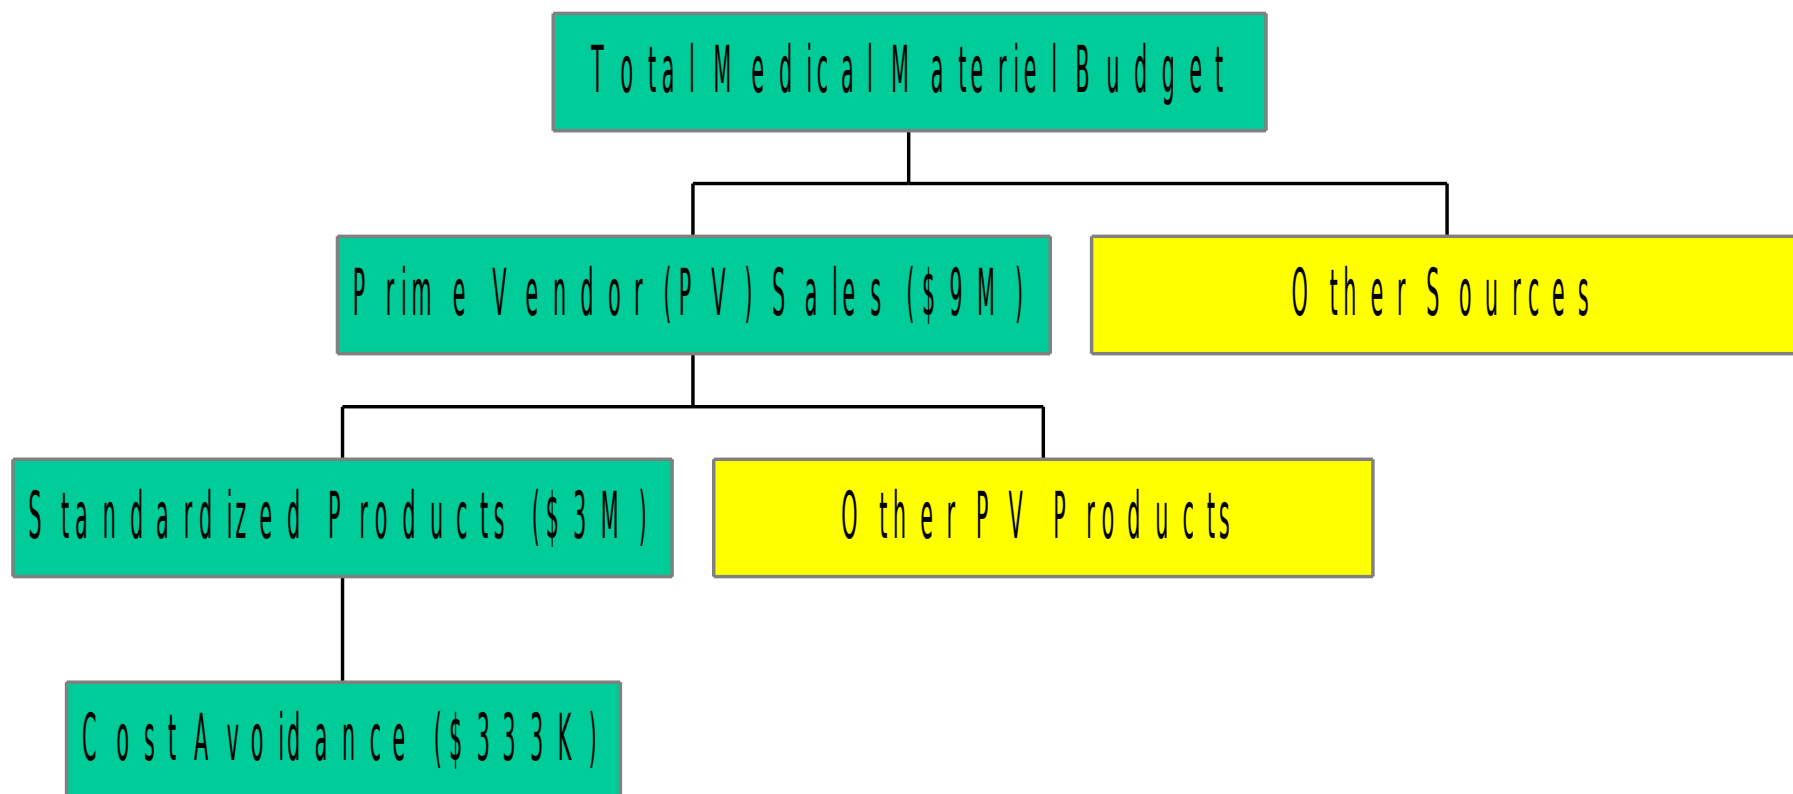 Total Medical Materiel Budget
Prime Vendor (PV) Sales ($9M)
Other Sources
Standardized Products ($3M)
Other PV Products
Cost Avoidance ($333K)